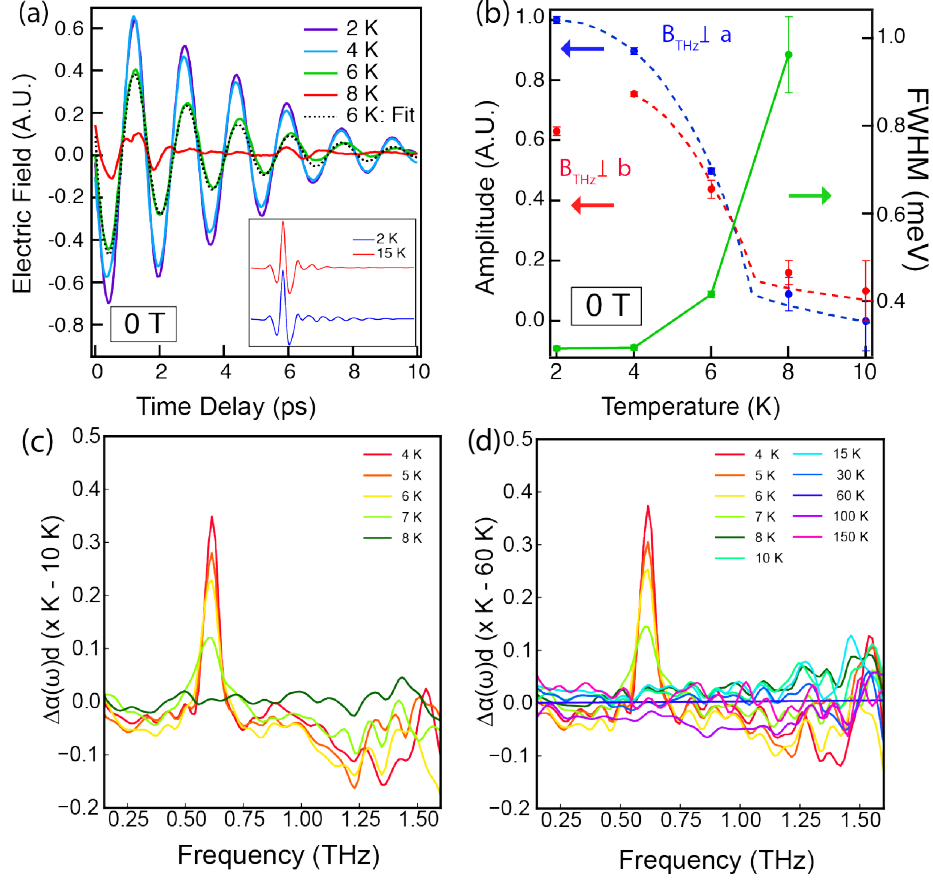 (a)
Electric Field (A.U.)
0.6
0.4
0.2
0.0
-0.2
-0.4
-0.6
-0.8
2 K
4 K
6 K
8 K
6 K: Fit
2 K
15 K
0 T
0 2 4 6 8 10
Time Delay (ps)
(b)
Amplitude (A.U.)
1.0
0.8
0.6
0.4
0.2
0.0
B_THz ⊥ a
B_THz ⊥ b
0 T
1.0
0.8
0.6
0.4
FWHM (meV)
2 4 6 8 10
Temperature (K)
(c)
Δα(ω)d (x K - 10 K)
0.5
0.4
0.3
0.2
0.1
0.0
−0.1
−0.2
4 K
5 K
6 K
7 K
8 K
0.25 0.50 0.75 1.00 1.25 1.50
Frequency (THz)
(d)
Δα(ω)d (x K - 60 K)
0.5
0.4
0.3
0.2
0.1
0.0
−0.1
−0.2
4 K 15 K
5 K 30 K
6 K 60 K
7 K 100 K
8 K 150 K
10 K
0.25 0.50 0.75 1.00 1.25 1.50
Frequency (THz)